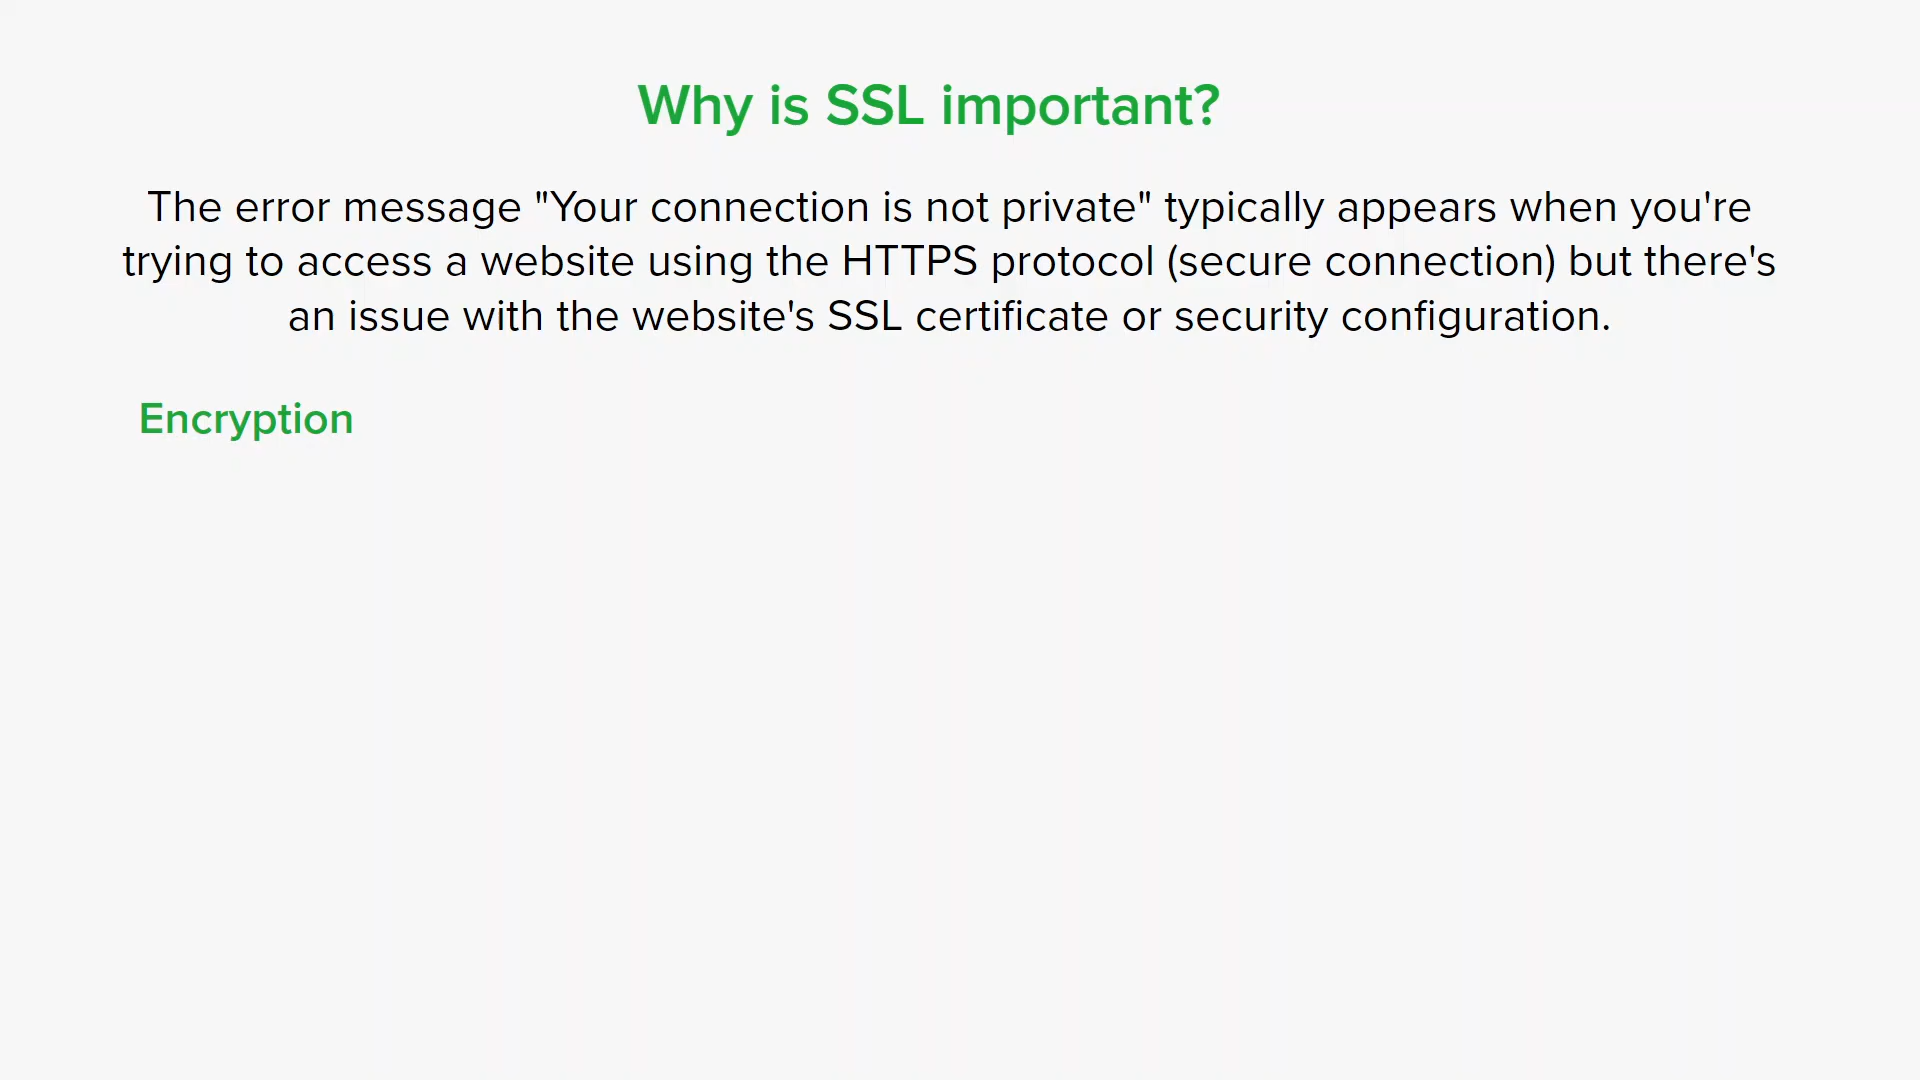 Why is SSL important?
The error message "Your connection is not private" typically appears when you're
trying to access a website using the HTTPS protocol (secure connection) but there's
an issue with the website's SSL certificate or security configuration.
Encryption